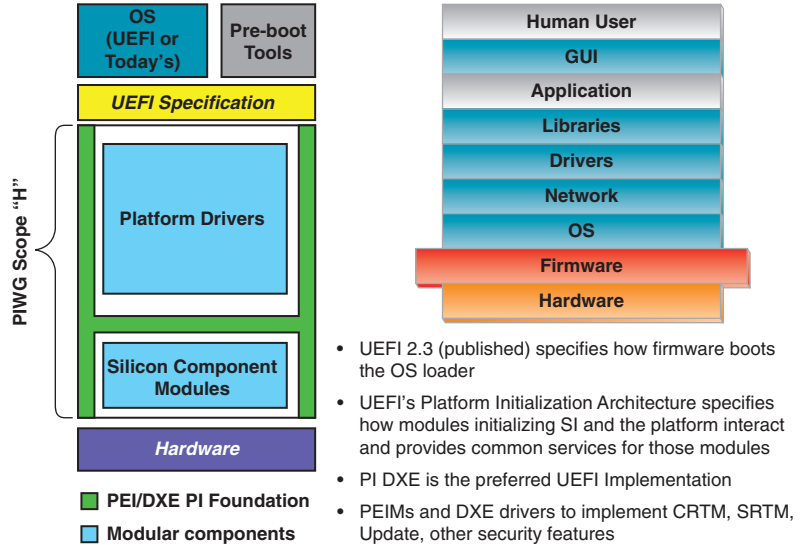 OS
(UEFI or
Today's)
Pre-boot
Tools
UEFI Specification
PIWG Scope “H”
Platform Drivers
Silicon Component
Modules
Hardware
PEI/DXE PI Foundation
Modular components
Human User
GUI
Application
Libraries
Drivers
Network
OS
Firmware
Hardware
• UEFI 2.3 (published) specifies how firmware boots
the OS loader
• UEFI's Platform Initialization Architecture specifies
how modules initializing SI and the platform interact
and provides common services for those modules
• PI DXE is the preferred UEFI Implementation
• PEIMs and DXE drivers to implement CRTM, SRTM,
Update, other security features